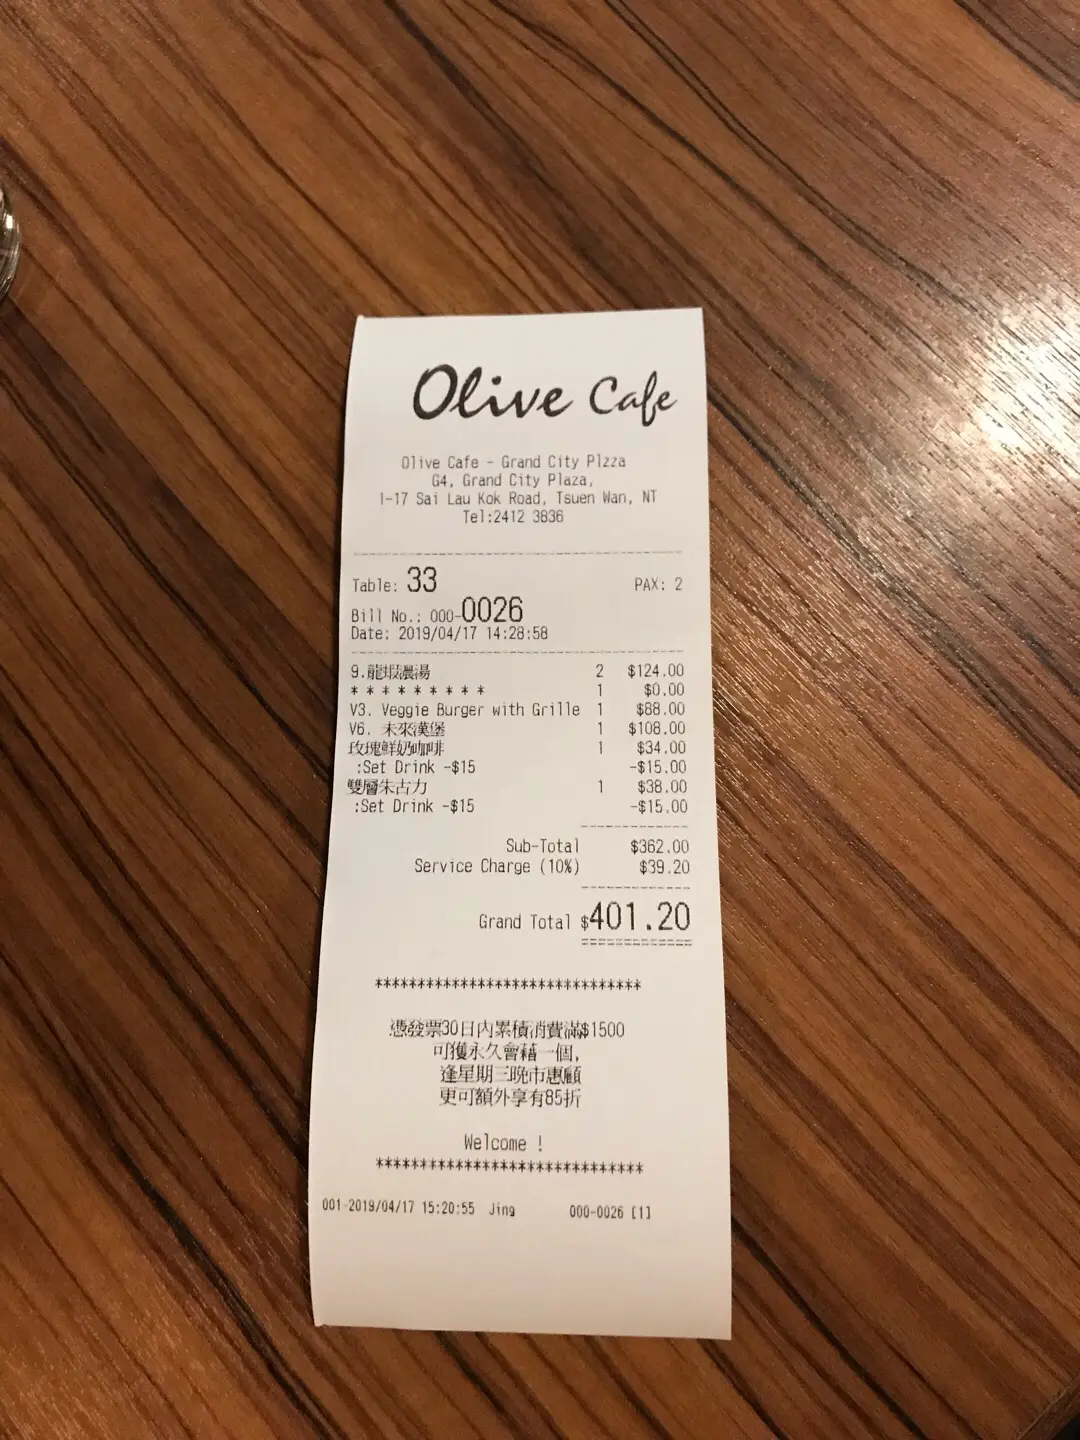 Olive Cafe
Olive Cafe - Grand City Plzza
G4, Grand City Plaza,
1-17 Sai Lau Kok Road, Tsuen Wan, NT
Tel:2412 3836
Table: 33 PAX: 2
Bill No.: 000-0026
Date: 2019/04/17 14:28:58
9.龍蝦濃湯 2 $124.00
* * * * * * * * * 1 $0.00
V3. Veggie Burger with Grille 1 $88.00
V6. 未來漢堡 1 $108.00
玫瑰鮮奶咖啡 1 $34.00
:Set Drink -$15 -$15.00
雙層朱古力 1 $38.00
:Set Drink -$15 -$15.00
Sub-Total $362.00
Service Charge (10%) $39.20
Grand Total $401.20
*******************************
憑發票30日內累積消費滿$1500
可獲永久會藉一個,
逢星期三晚市惠顧
更可額外享有85折
Welcome !
*******************************
001-2019/04/17 15:20:55 Jing 000-0026 [1]